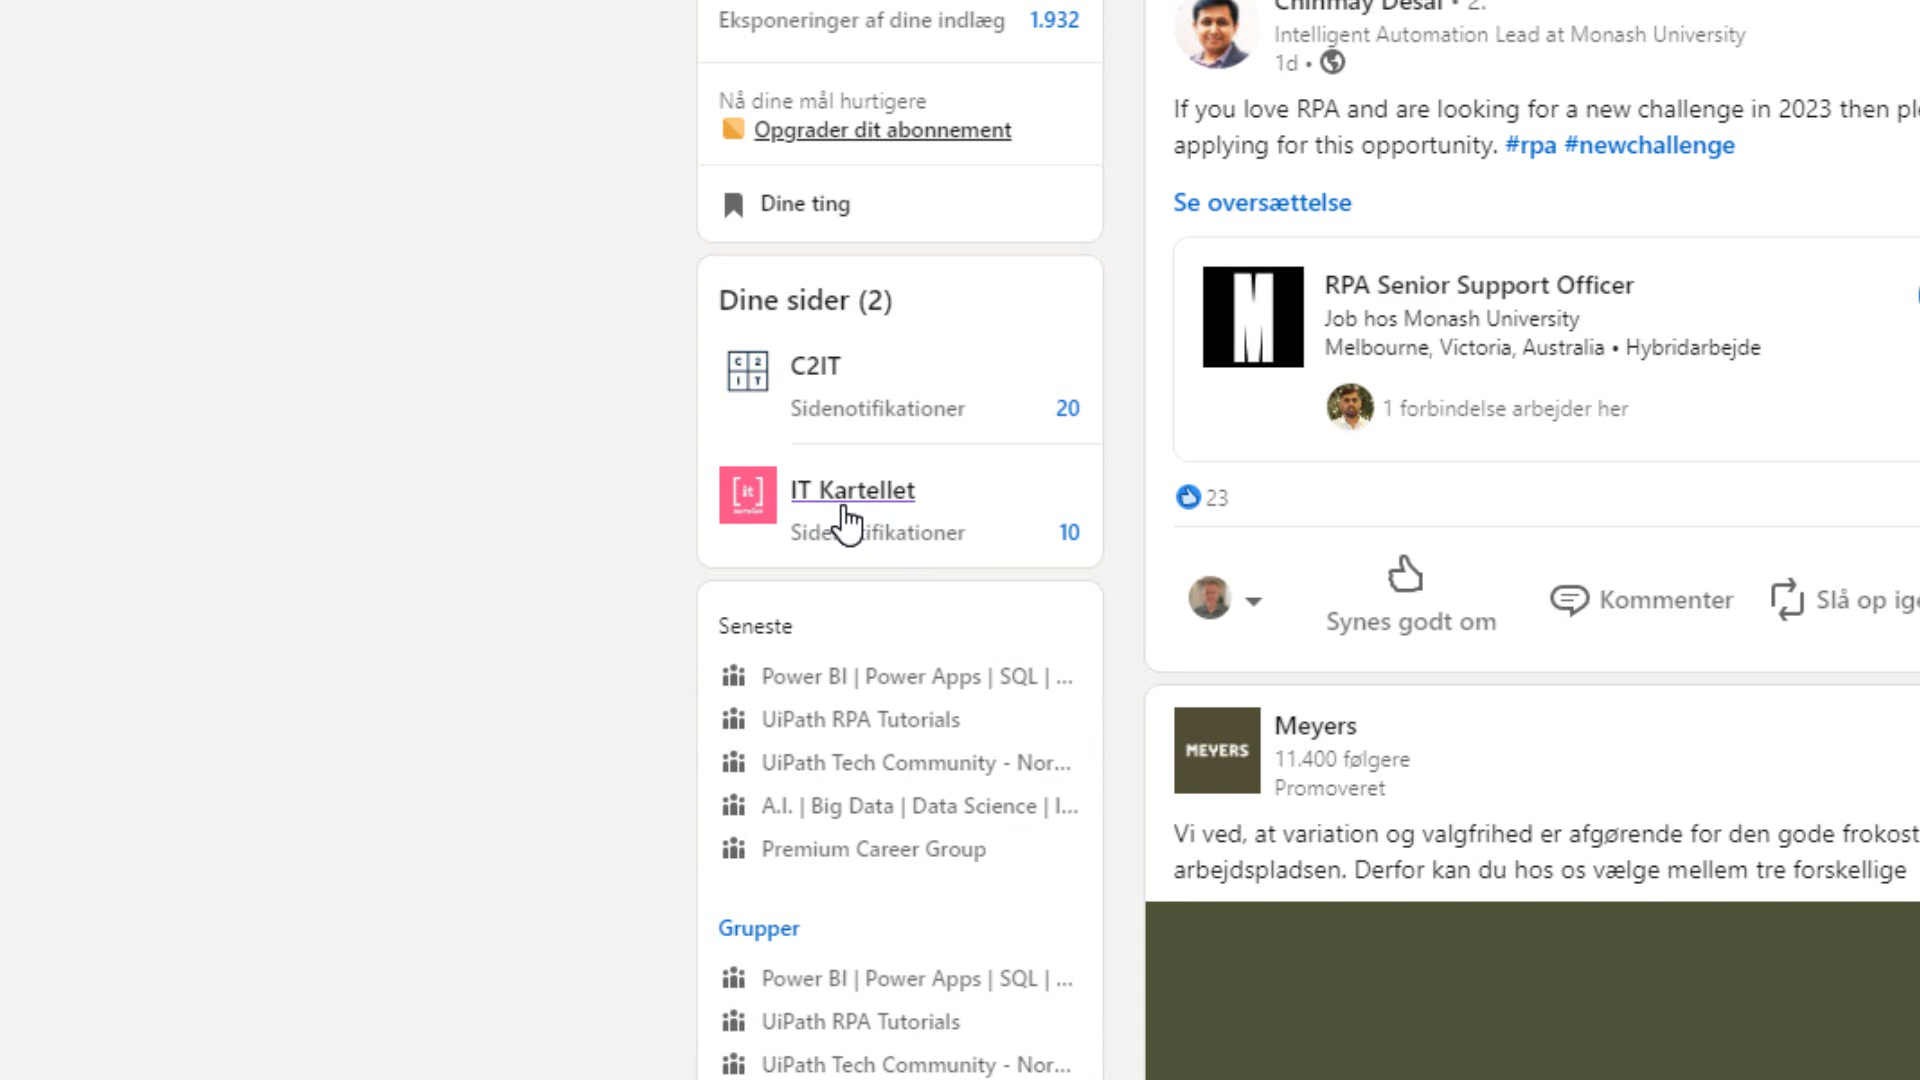 Eksponeringer af dine indlæg 1.932
Nå dine mål hurtigere
Opgrader dit abonnement
Dine ting
Dine sider (2)
C 2
I T
C2IT
Sidenotifikationer 20
[it]
IT Kartellet
10
Seneste
Power BI | Power Apps | SQL | ...
UiPath RPA Tutorials
UiPath Tech Community - Nor...
A.I. | Big Data | Data Science | I...
Premium Career Group
Grupper
Power BI | Power Apps | SQL | ...
UiPath RPA Tutorials
UiPath Tech Community - Nor...
Chinmay Desai • 2.
Intelligent Automation Lead at Monash University
1d •
If you love RPA and are looking for a new challenge in 2023 then
applying for this opportunity. #rpa #newchallenge
Se oversættelse
M
RPA Senior Support Officer
Job hos Monash University
Melbourne, Victoria, Australia • Hybridarbejde
1 forbindelse arbejder her
23
Synes godt om
Kommenter
Slå op
MEYERS
Meyers
11.400 følgere
Promoveret
Vi ved, at variation og valgfrihed er afgørende for den gode frokost
arbejdspladsen. Derfor kan du hos os vælge mellem tre forskellige